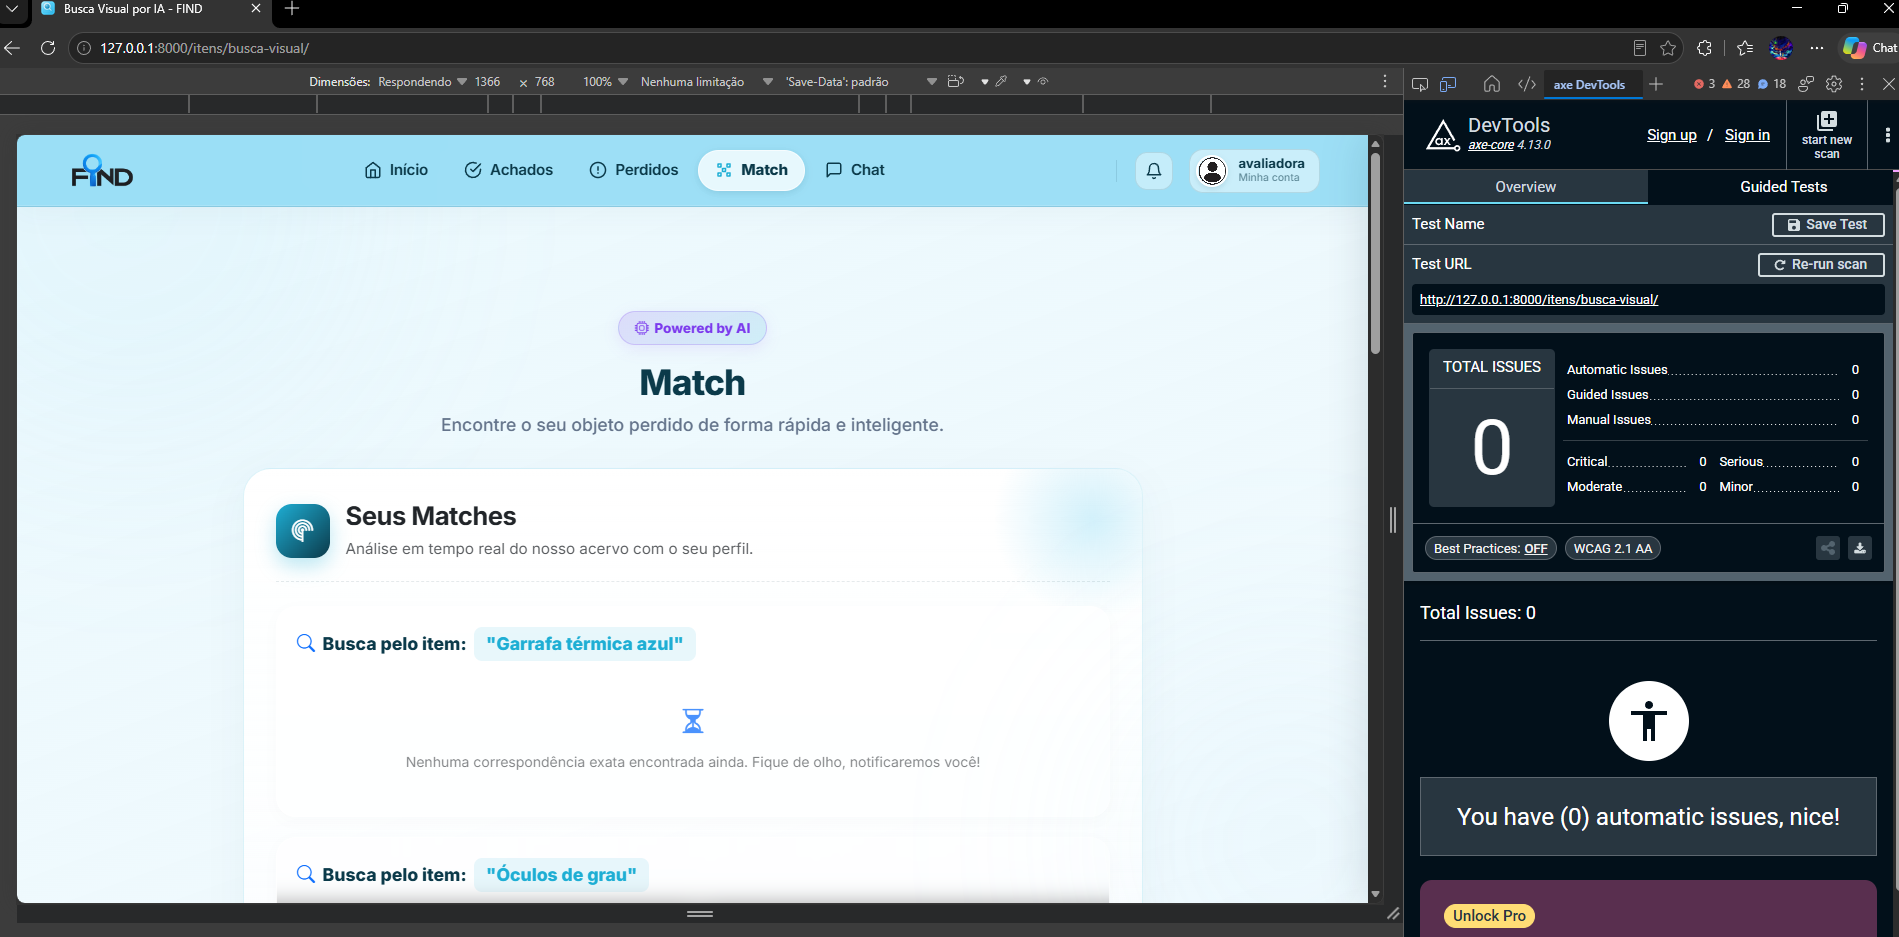 Busca Visual por IA - FIND
127.0.0.1:8000/itens/busca-visual/
Chat
Dimensões: Respondendo 1366 × 768 100% Nenhuma limitação 'Save-Data': padrão
axe DevTools
3 28 18
FIND
Início
Achados
Perdidos
Match
Chat
avaliadora
Minha conta
Powered by AI
Match
Encontre o seu objeto perdido de forma rápida e inteligente.
Seus Matches
Análise em tempo real do nosso acervo com o seu perfil.
Busca pelo item: "Garrafa térmica azul"
Nenhuma correspondência exata encontrada ainda. Fique de olho, notificaremos você!
Busca pelo item: "Óculos de grau"
ax
DevTools
axe-core 4.13.0
Sign up / Sign in
start new
scan
Overview
Guided Tests
Test Name
Save Test
Test URL
Re-run scan
http://127.0.0.1:8000/itens/busca-visual/
TOTAL ISSUES
0
Automatic Issues 0
Guided Issues 0
Manual Issues 0
Critical 0 Serious 0
Moderate 0 Minor 0
Best Practices: OFF
WCAG 2.1 AA
Total Issues: 0
You have (0) automatic issues, nice!
Unlock Pro